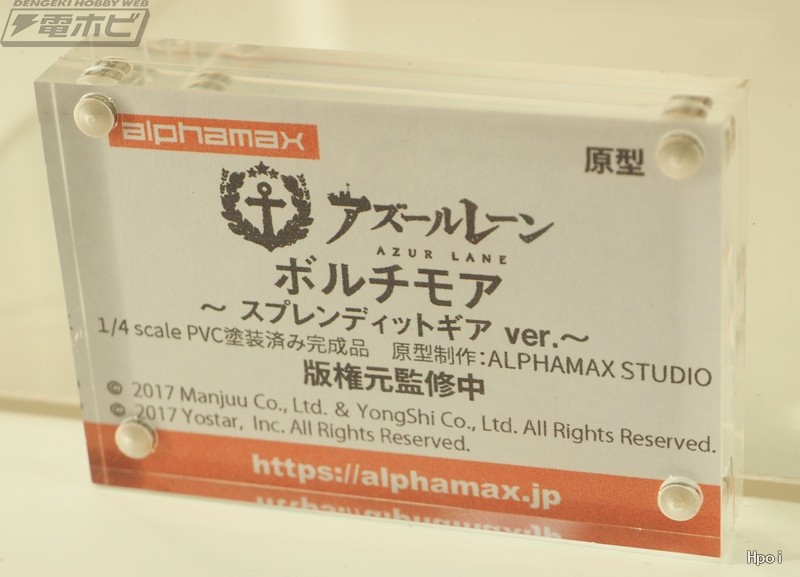 DENGEKI HOBBY WEB
電ホビ
alphamax
原型
アズールレーン
AZUR LANE
ボルチモア
～ スプレンディットギア ver.～
1/4 scale PVC塗装済み完成品 原型制作：ALPHAMAX STUDIO
版権元監修中
© 2017 Manjuu Co., Ltd. & YongShi Co., Ltd. All Rights Reserved.
© 2017 Yostar, Inc. All Rights Reserved.
https://alphamax.jp
Hpoi